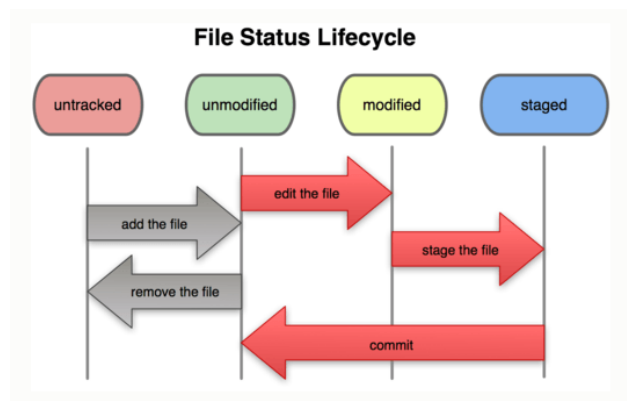 File Status Lifecycle
untracked
unmodified
modified
staged
edit the file
add the file
stage the file
remove the file
commit